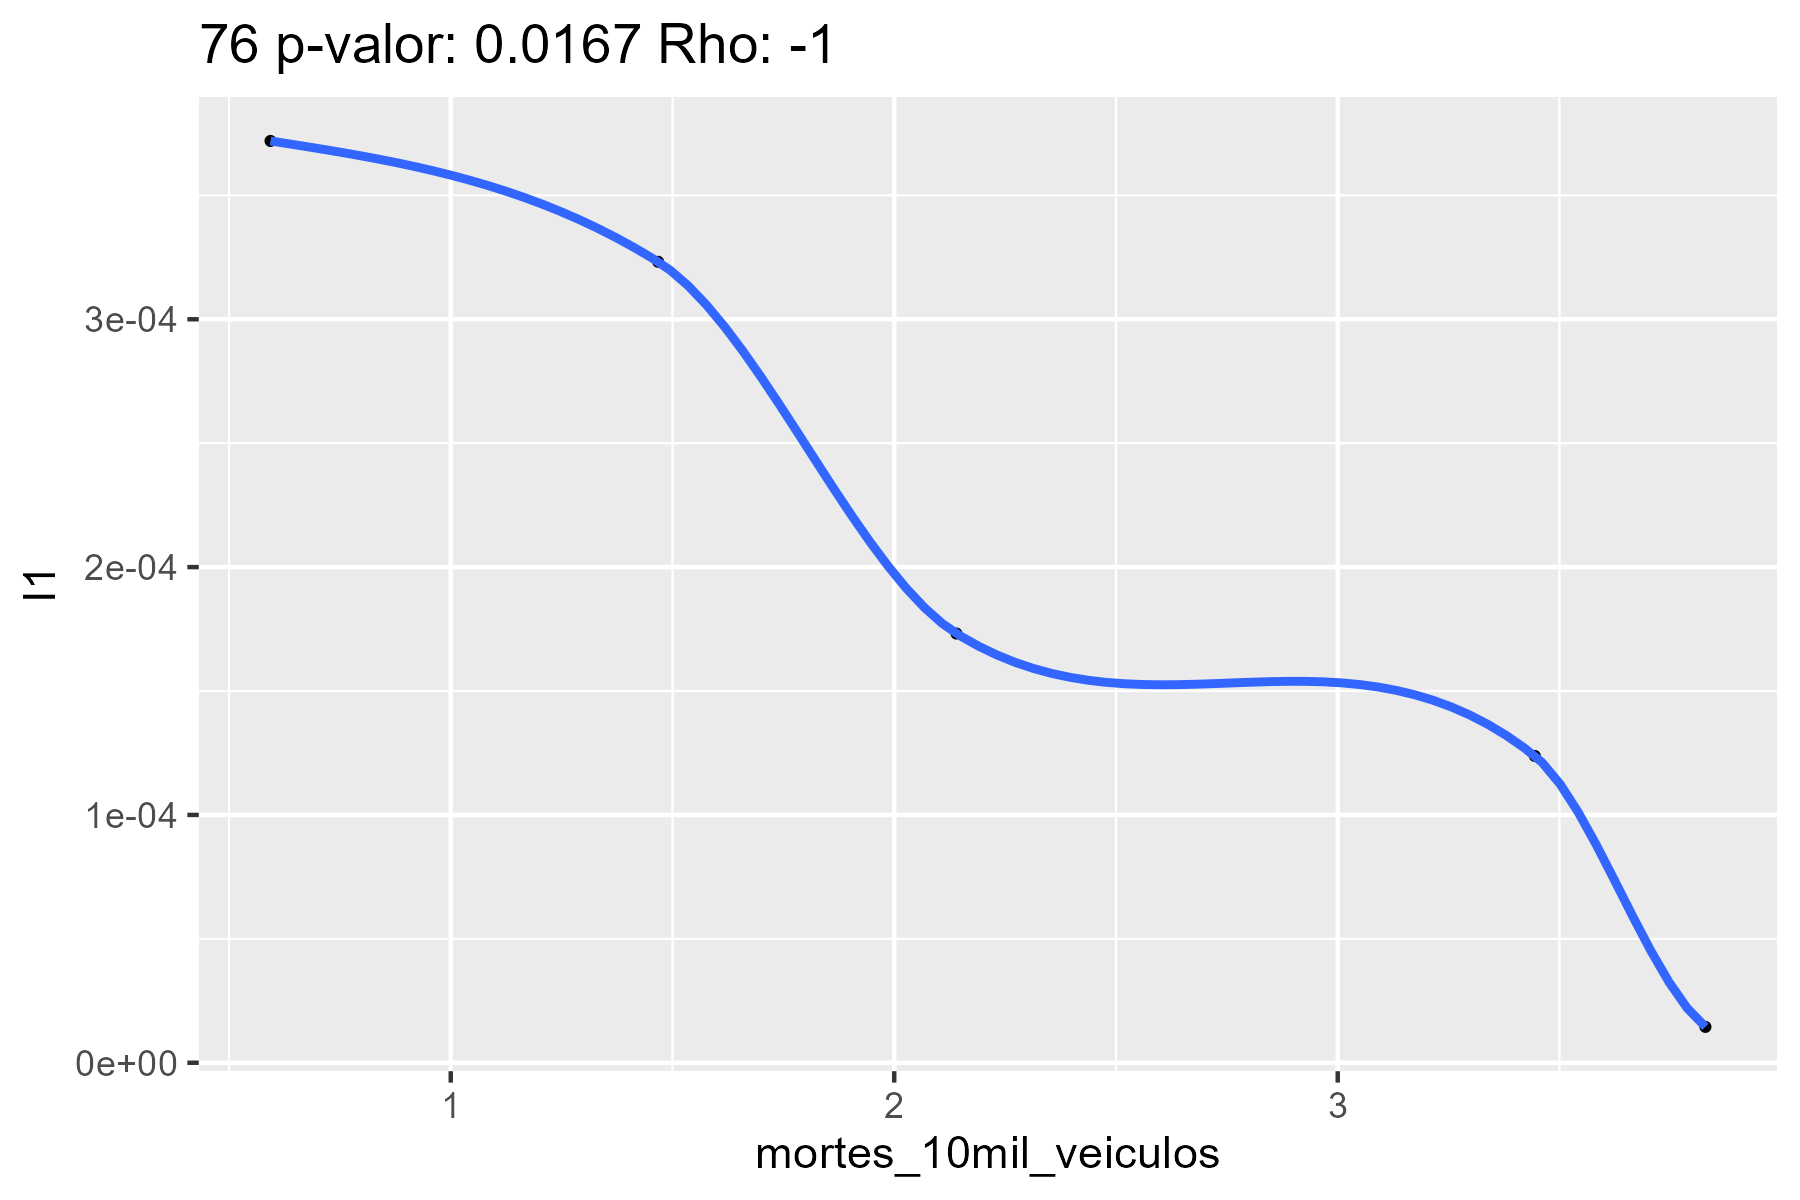 76 p-valor: 0.0167 Rho: -1
I1
3e-04
2e-04
1e-04
0e+00
1 2 3
mortes_10mil_veiculos